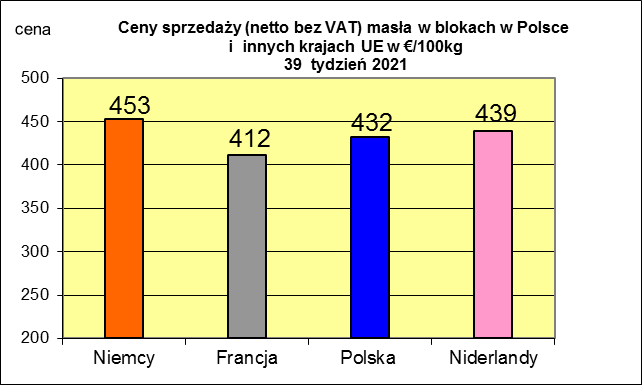 cena
Ceny sprzedaży (netto bez VAT) masła w blokach w Polsce
i innych krajach UE w €/100kg
39 tydzień 2021
500
450
400
350
300
250
200
453
412
432
439
Niemcy
Francja
Polska
Niderlandy